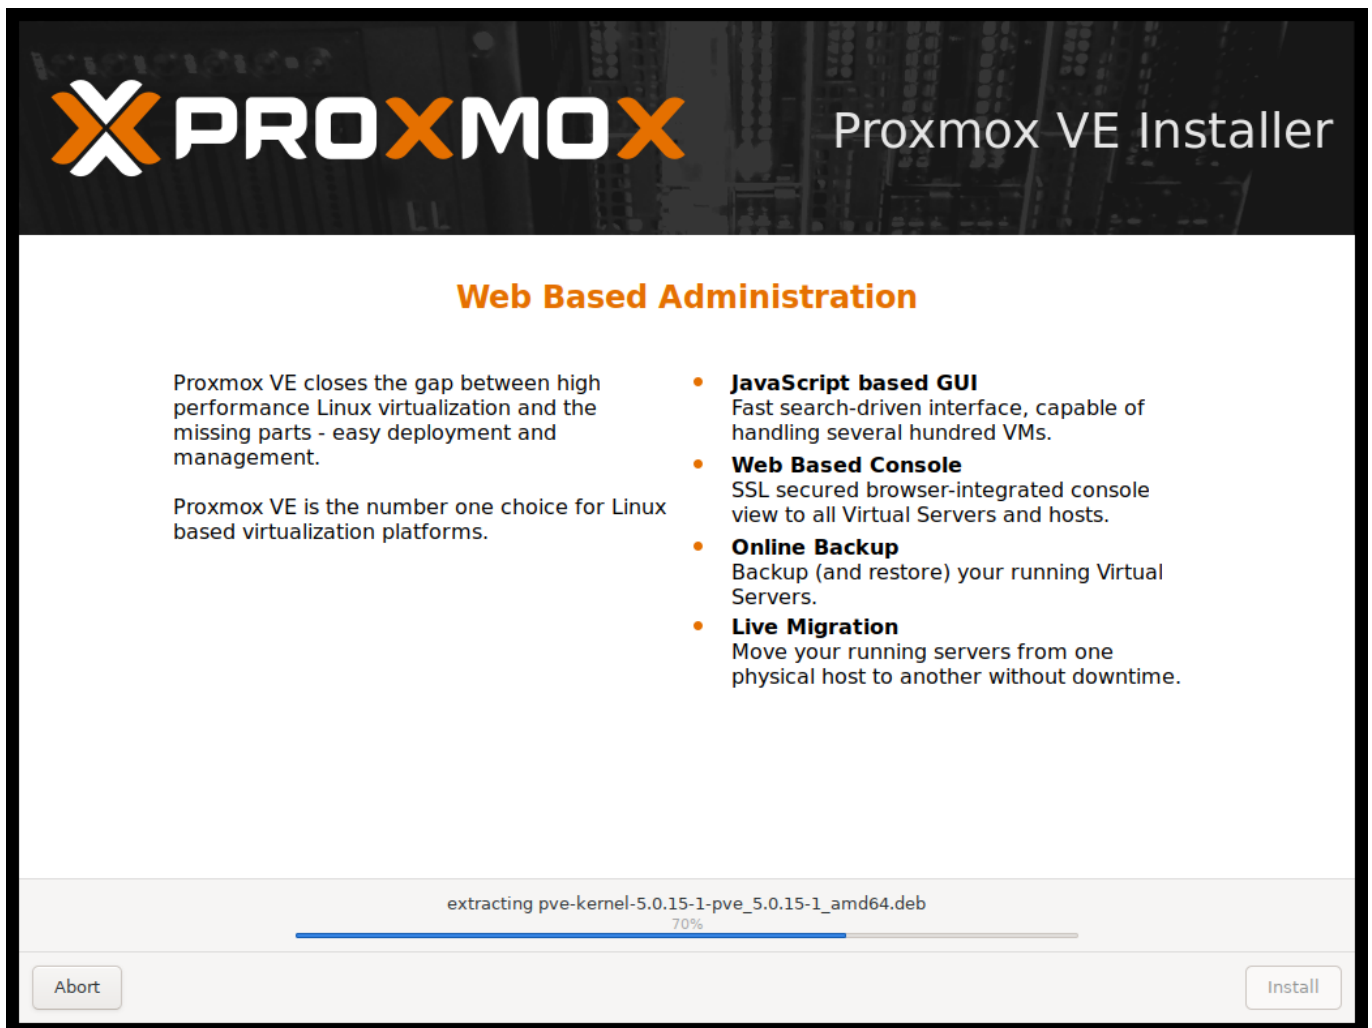 PROXMOX
Proxmox VE Installer
Web Based Administration
Proxmox VE closes the gap between high
performance Linux virtualization and the
missing parts - easy deployment and
management.
Proxmox VE is the number one choice for Linux
based virtualization platforms.
JavaScript based GUI
Fast search-driven interface, capable of
handling several hundred VMs.
Web Based Console
SSL secured browser-integrated console
view to all Virtual Servers and hosts.
Online Backup
Backup (and restore) your running Virtual
Servers.
Live Migration
Move your running servers from one
physical host to another without downtime.
extracting pve-kernel-5.0.15-1-pve_5.0.15-1_amd64.deb
70%
Abort
Install